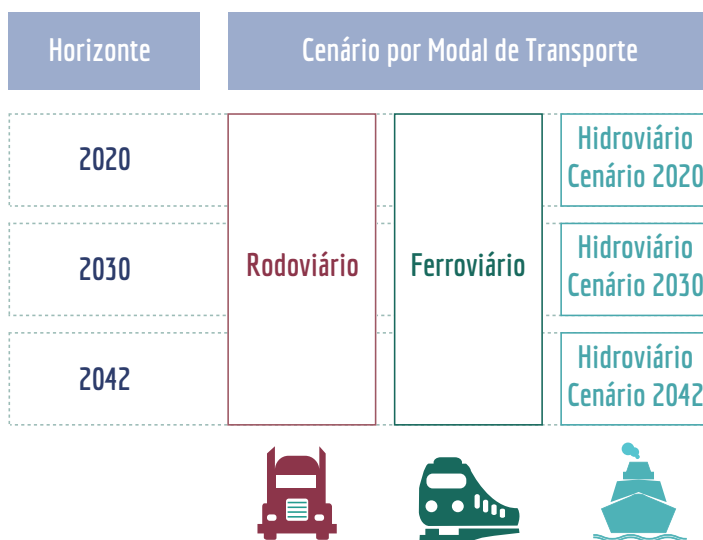 Horizonte
Cenário por Modal de Transporte
2020
Hidroviário
Cenário 2020
2030
Rodoviário
Ferroviário
Hidroviário
Cenário 2030
2042
Hidroviário
Cenário 2042